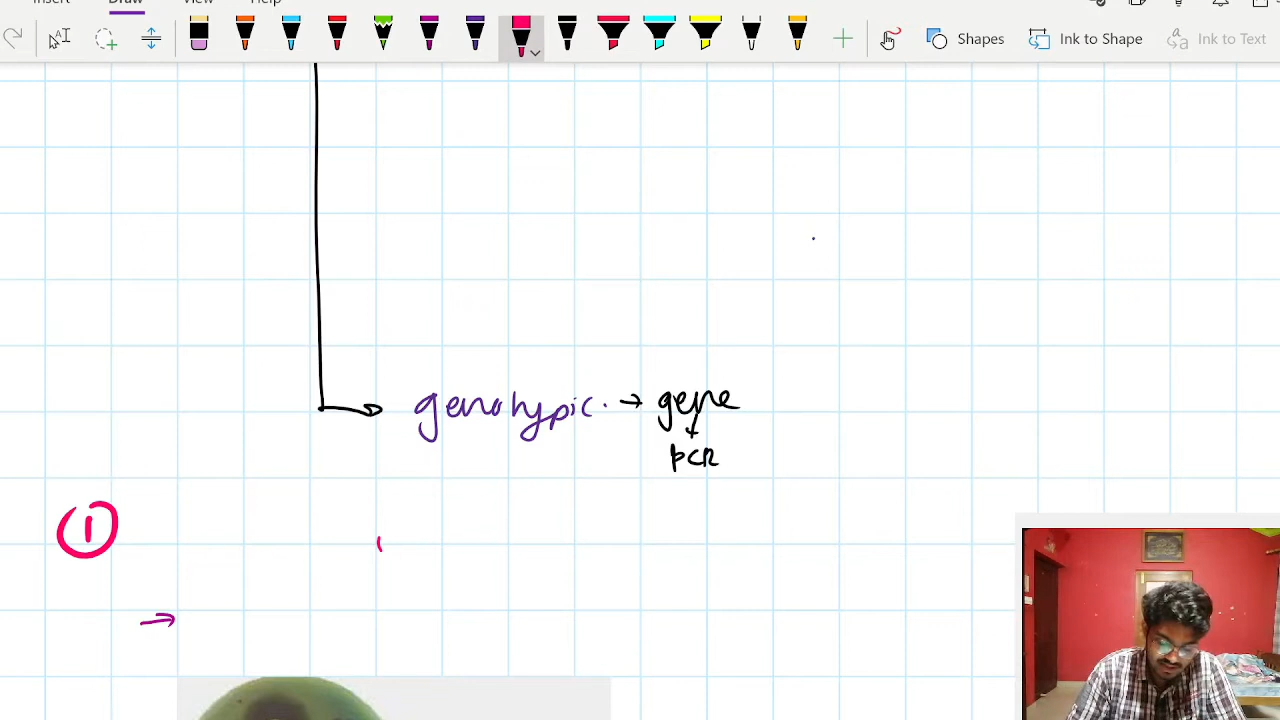 Insert Draw View Help
Shapes Ink to Shape Ink to Text
genotypic. → gene
↓
PCR
①
→